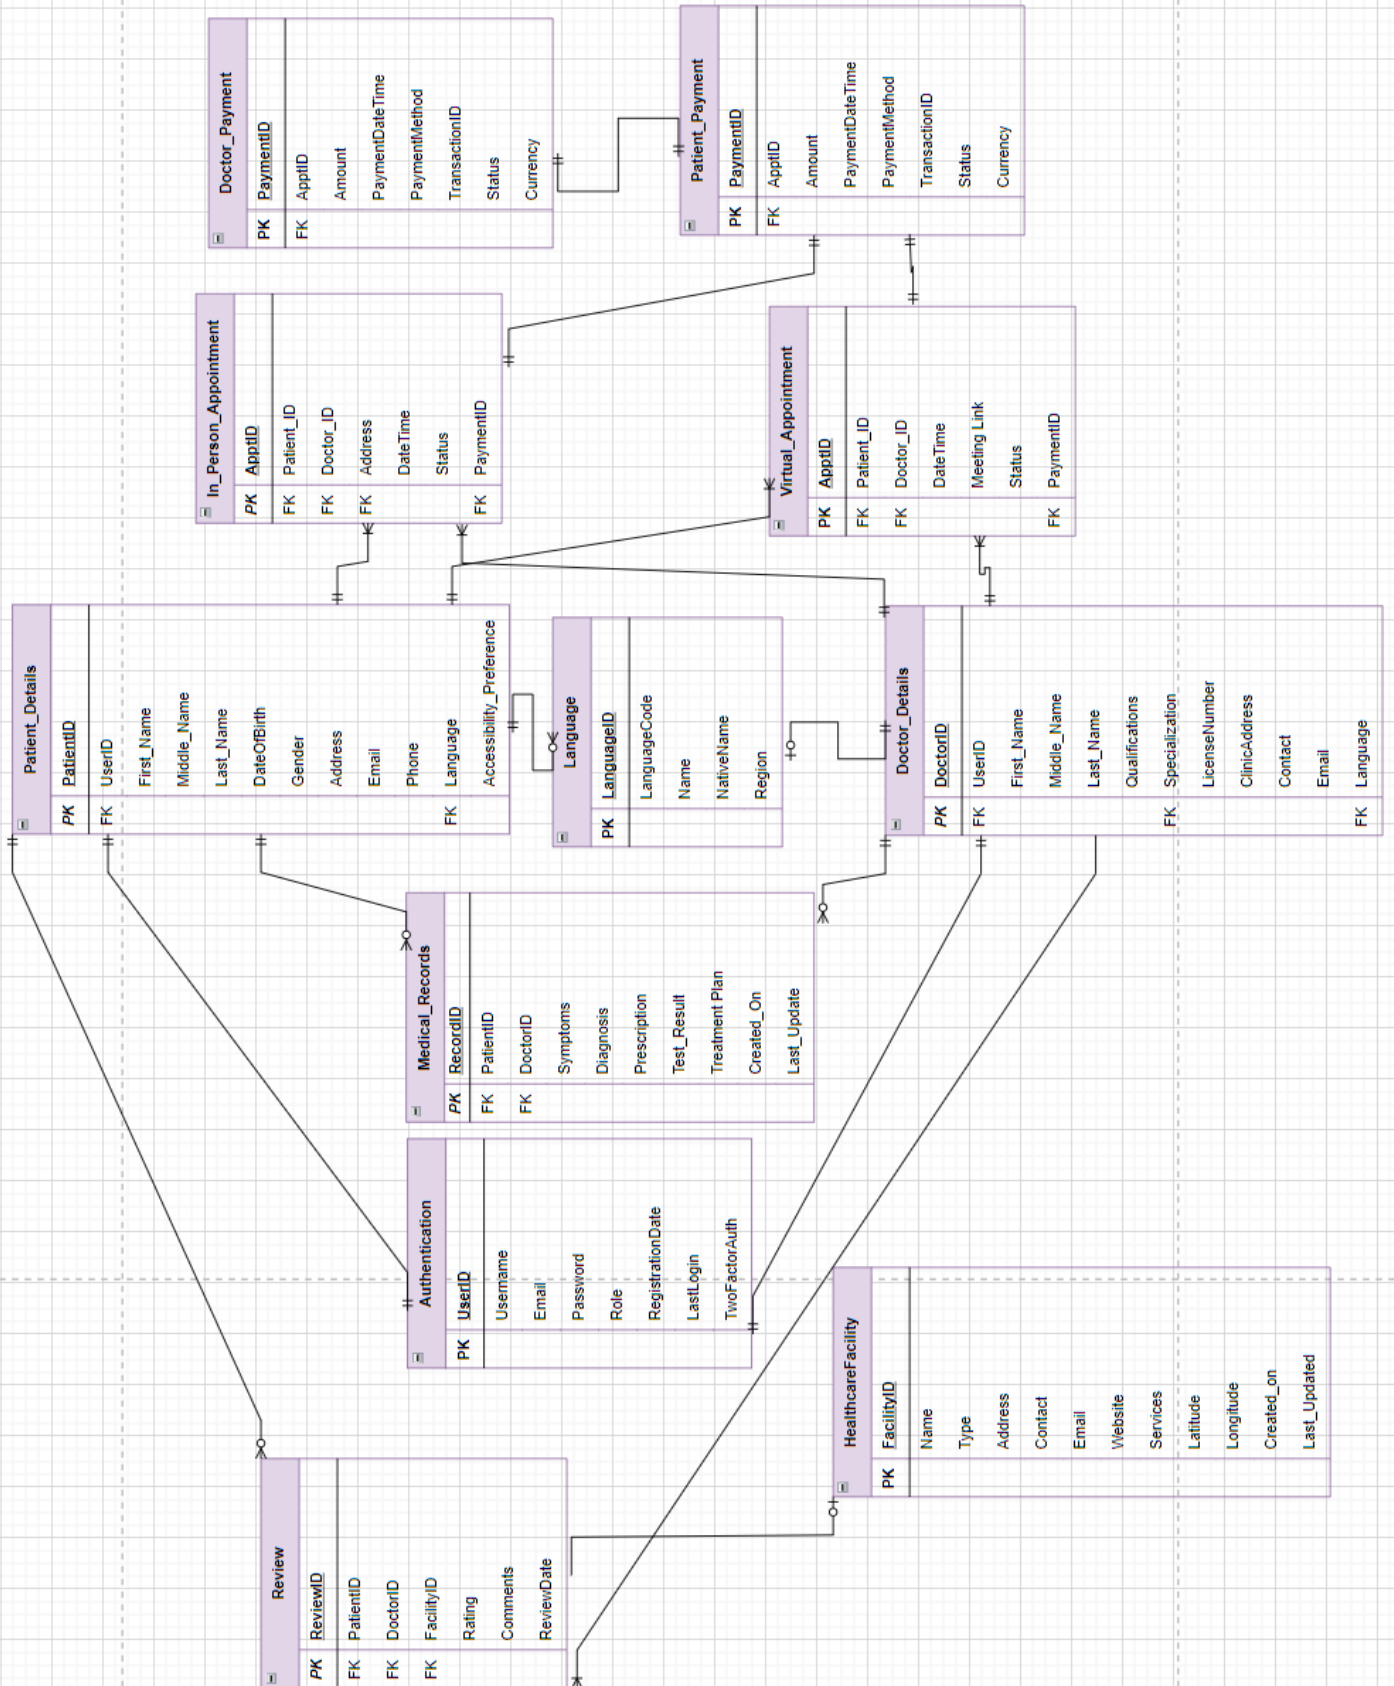 Doctor_Payment
PK PaymentID
FK ApptID
Amount
PaymentDateTime
PaymentMethod
TransactionID
Status
Currency
Patient_Payment
PK PaymentID
FK ApptID
Amount
PaymentDateTime
PaymentMethod
TransactionID
Status
Currency
In_Person_Appointment
PK ApptID
FK Patient_ID
FK Doctor_ID
FK Address
DateTime
Status
FK PaymentID
Virtual_Appointment
PK ApptID
FK Patient_ID
FK Doctor_ID
DateTime
Meeting Link
Status
FK PaymentID
Patient_Details
PK PatientID
FK UserID
First_Name
Middle_Name
Last_Name
DateOfBirth
Gender
Address
Email
Phone
FK Language
Accessibility_Preference
Language
PK LanguageID
LanguageCode
Name
NativeName
Region
Doctor_Details
PK DoctorID
FK UserID
First_Name
Middle_Name
Last_Name
Qualifications
FK Specialization
LicenseNumber
ClinicAddress
Contact
Email
FK Language
Medical_Records
PK RecordID
FK PatientID
FK DoctorID
Symptoms
Diagnosis
Prescription
Test_Result
Treatment Plan
Created_On
Last_Update
Authentication
PK UserID
Username
Email
Password
Role
RegistrationDate
LastLogin
TwoFactorAuth
HealthcareFacility
PK FacilityID
Name
Type
Address
Contact
Email
Website
Services
Latitude
Longitude
Created_on
Last_Updated
Review
PK ReviewID
FK PatientID
FK DoctorID
FK FacilityID
Rating
Comments
ReviewDate